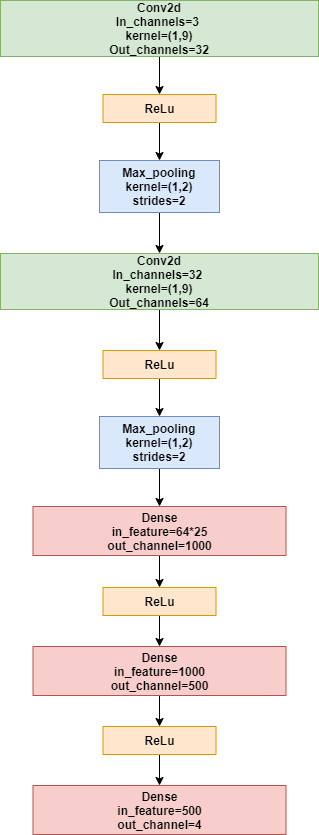 Conv2d
In_channels=3
kernel=(1,9)
Out_channels=32
ReLu
Max_pooling
kernel=(1,2)
strides=2
Conv2d
In_channels=32
kernel=(1,9)
Out_channels=64
ReLu
Max_pooling
kernel=(1,2)
strides=2
Dense
in_feature=64*25
out_channel=1000
ReLu
Dense
in_feature=1000
out_channel=500
ReLu
Dense
in_feature=500
out_channel=4